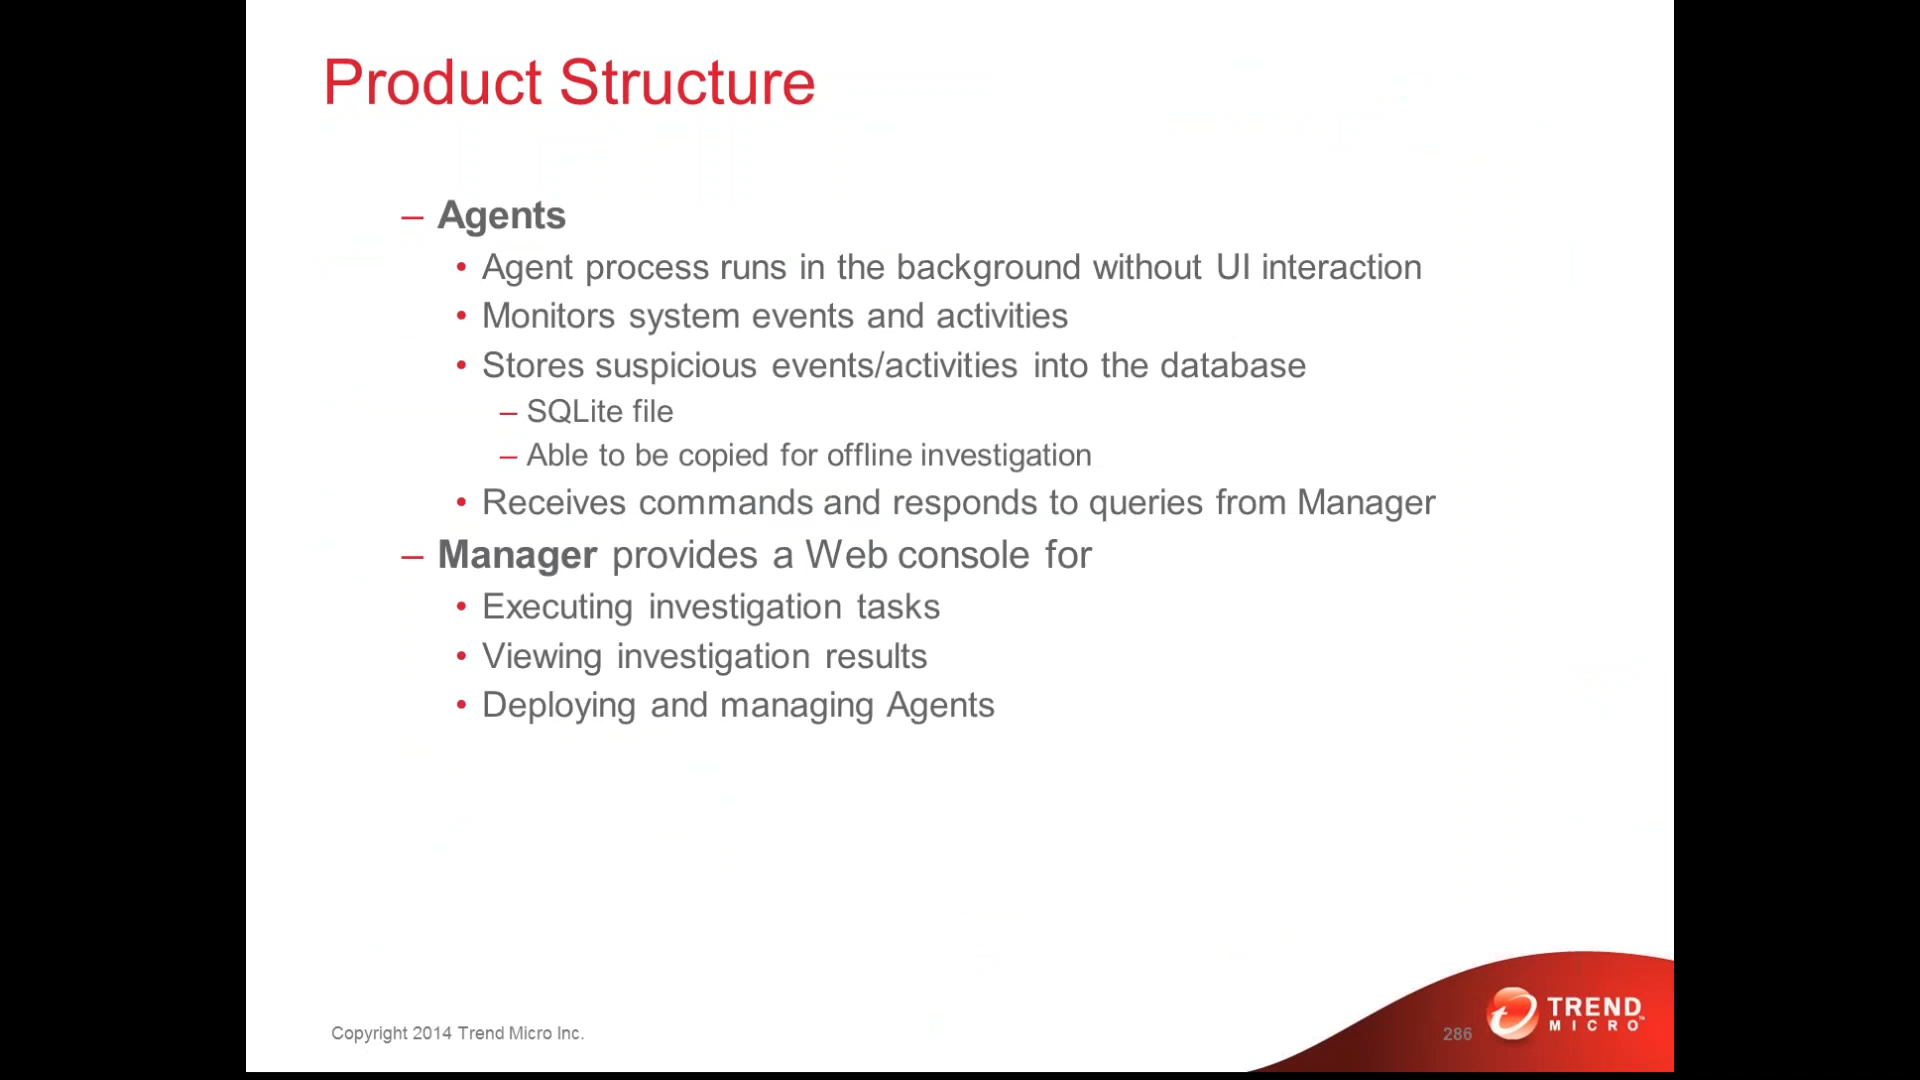 Product Structure
– Agents
• Agent process runs in the background without UI interaction
• Monitors system events and activities
• Stores suspicious events/activities into the database
– SQLite file
– Able to be copied for offline investigation
• Receives commands and responds to queries from Manager
– Manager provides a Web console for
• Executing investigation tasks
• Viewing investigation results
• Deploying and managing Agents
Copyright 2014 Trend Micro Inc.
286
TREND
MICRO™